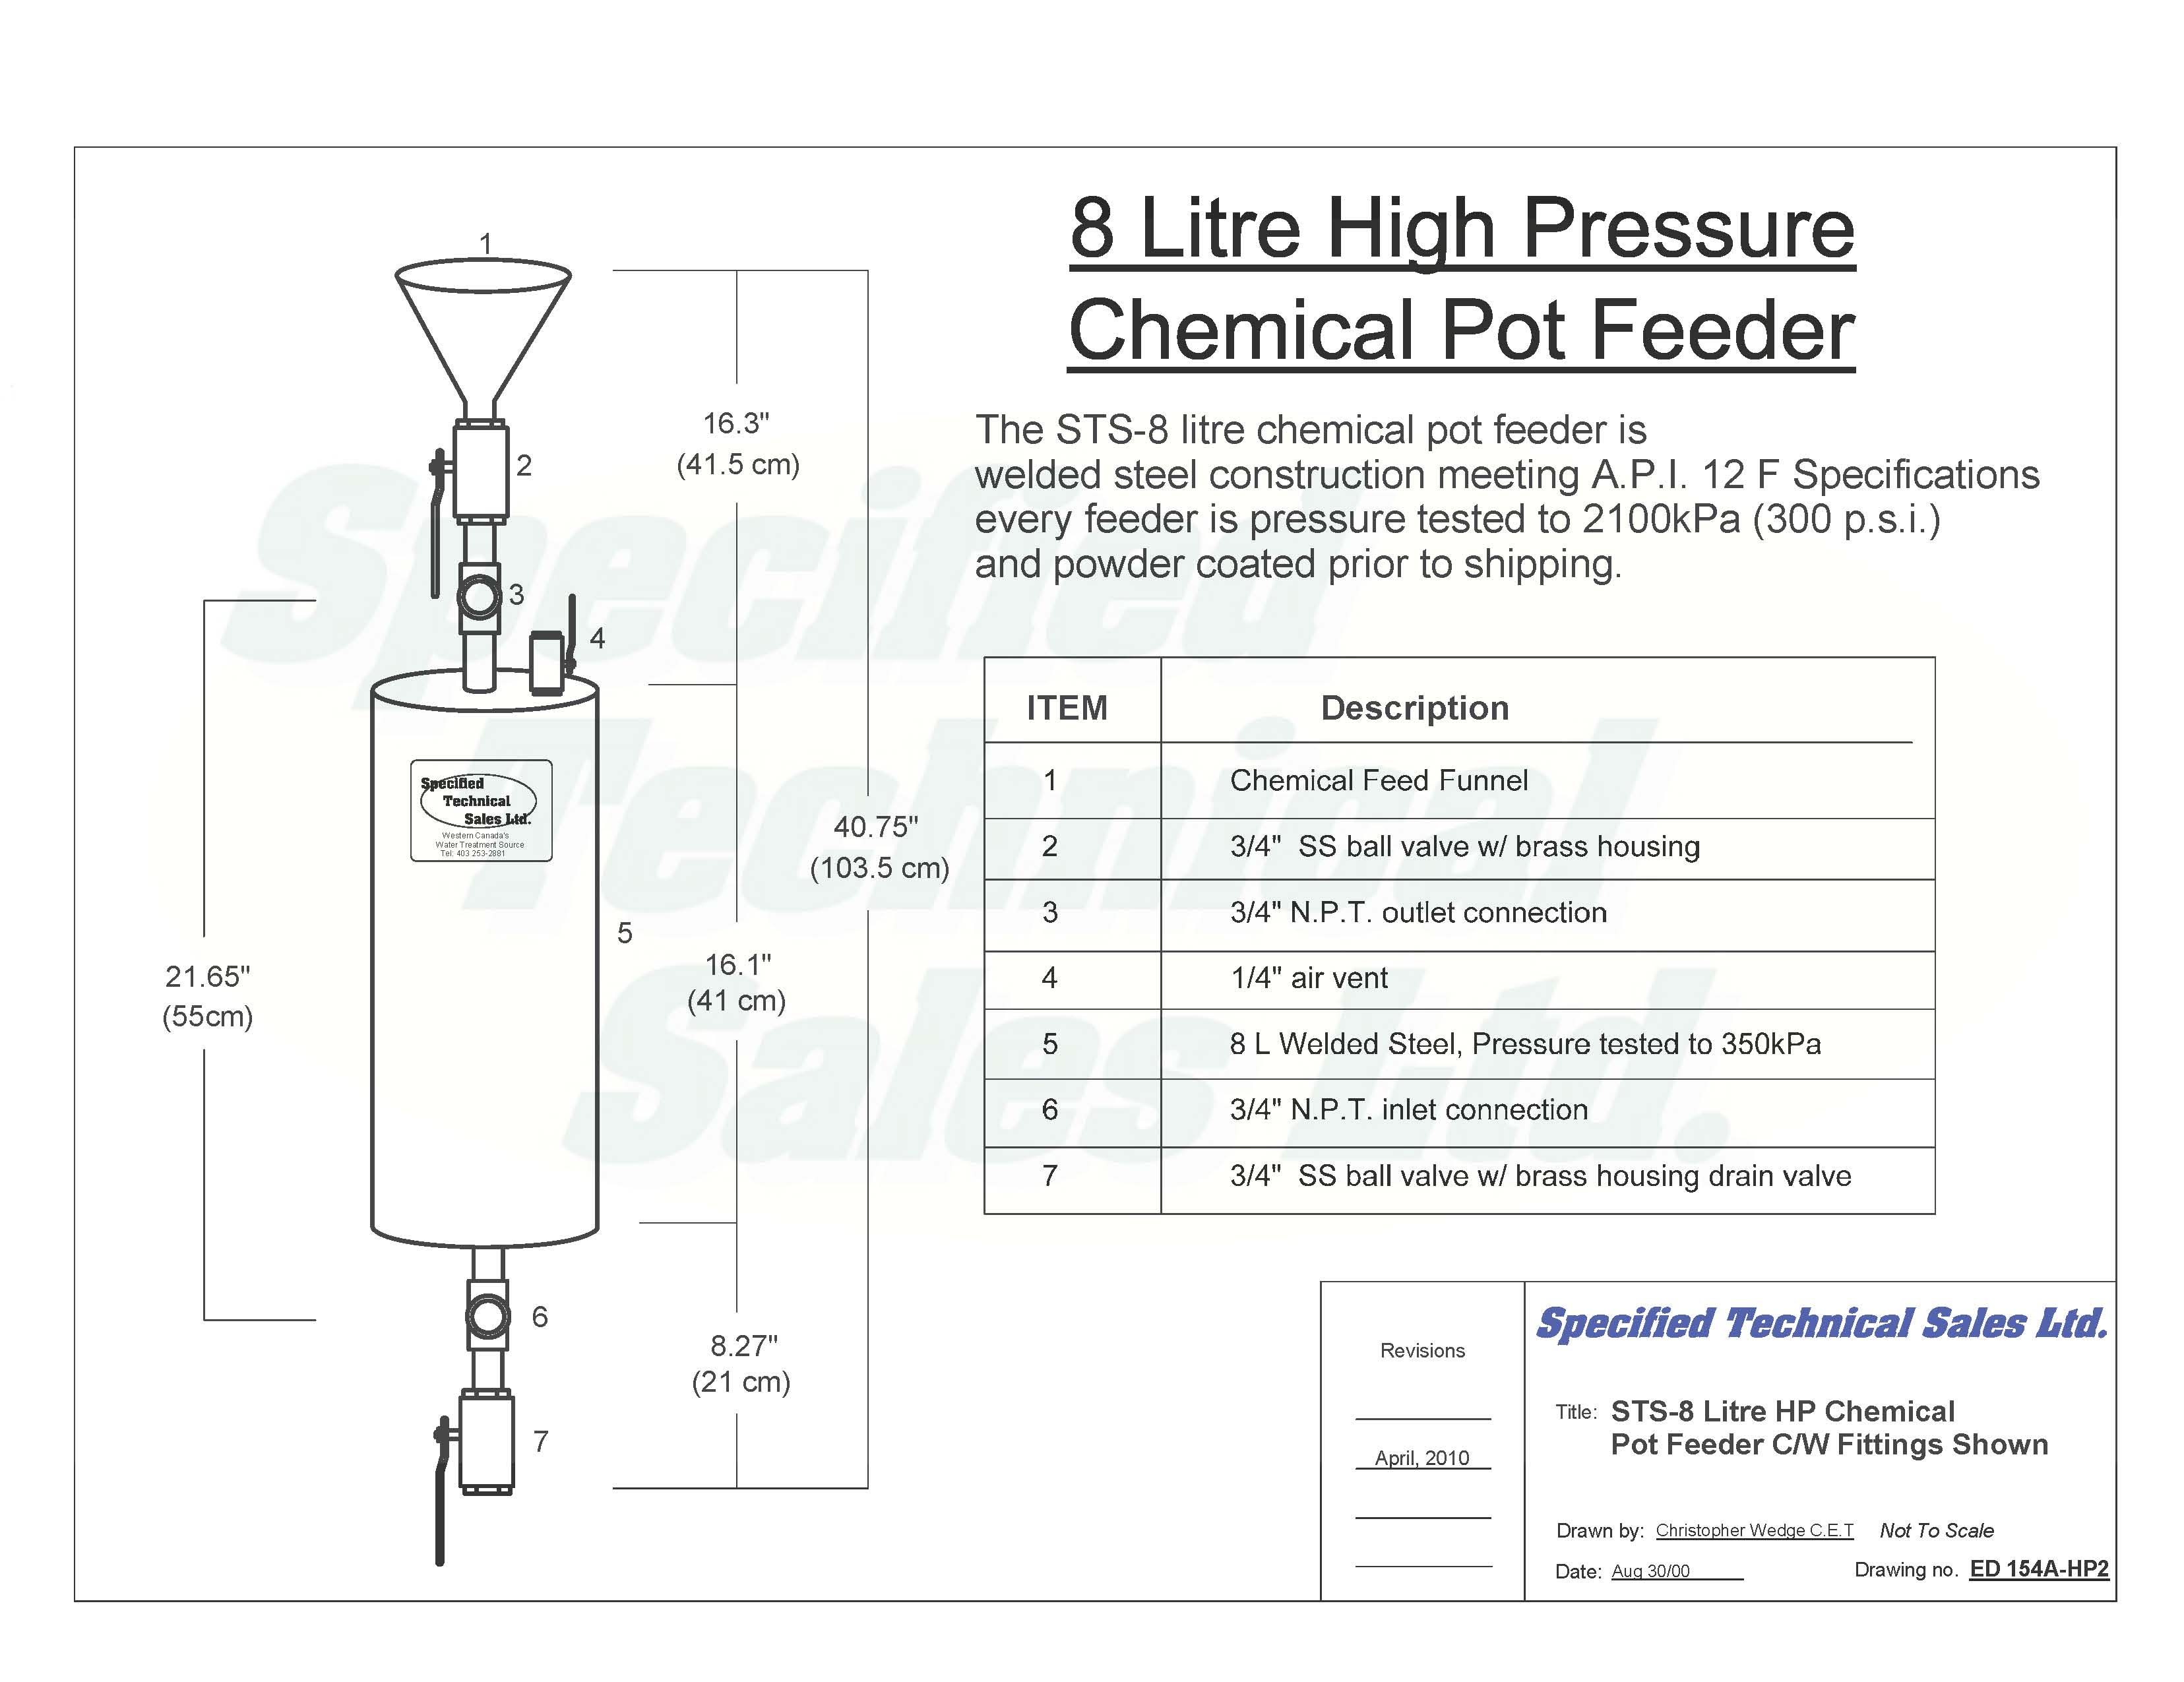 8 Litre High Pressure
Chemical Pot Feeder
The STS-8 litre chemical pot feeder is
welded steel construction meeting A.P.I. 12 F Specifications
every feeder is pressure tested to 2100kPa (300 p.s.i.)
and powder coated prior to shipping.
1
2
3
4
5
6
7
16.3"
(41.5 cm)
40.75"
(103.5 cm)
16.1"
(41 cm)
21.65"
(55cm)
8.27"
(21 cm)
Specified
Technical
Sales Ltd.
Western Canada's
Water Treatment Source
Tel: 403 253-2881
ITEM Description
1 Chemical Feed Funnel
2 3/4" SS ball valve w/ brass housing
3 3/4" N.P.T. outlet connection
4 1/4" air vent
5 8 L Welded Steel, Pressure tested to 350kPa
6 3/4" N.P.T. inlet connection
7 3/4" SS ball valve w/ brass housing drain valve
Specified
Technical
Sales Ltd.
Revisions
April, 2010
Specified Technical Sales Ltd.
Title: STS-8 Litre HP Chemical
Pot Feeder C/W Fittings Shown
Drawn by: Christopher Wedge C.E.T Not To Scale
Date: Aug 30/00 Drawing no. ED 154A-HP2